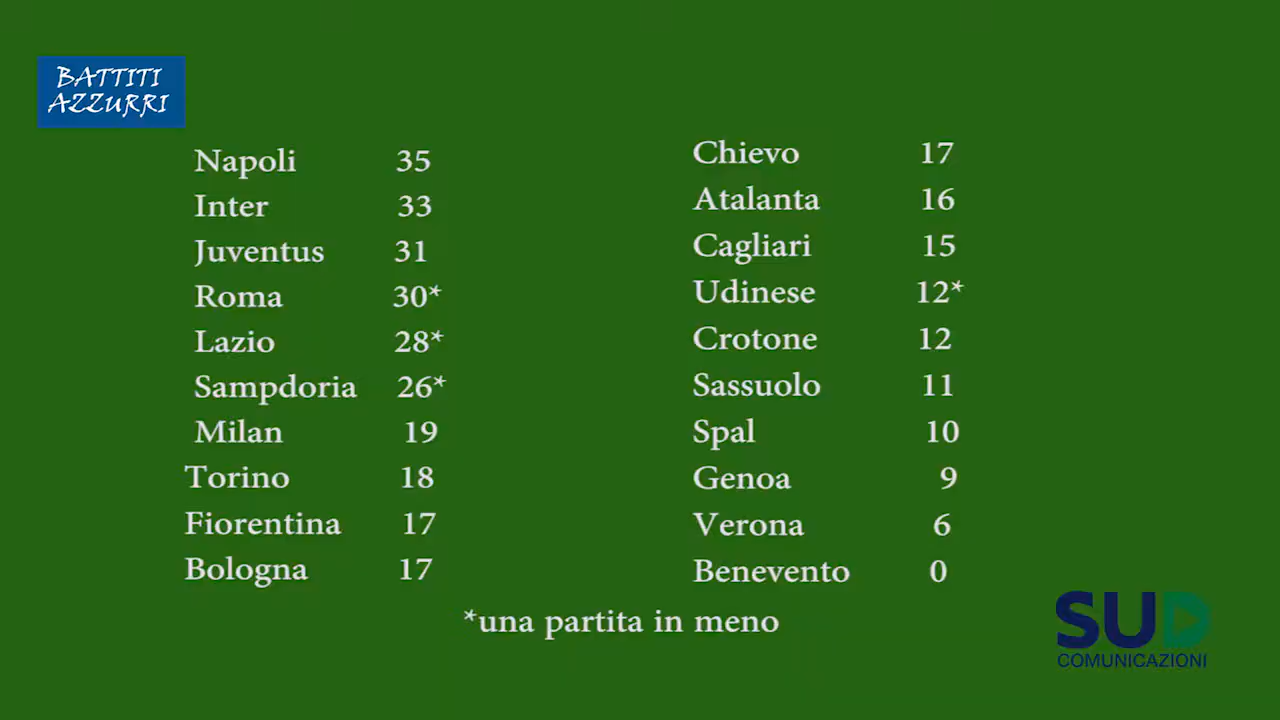 BATTITI
AZZURRI
Napoli 35
Inter 33
Juventus 31
Roma 30*
Lazio 28*
Sampdoria 26*
Milan 19
Torino 18
Fiorentina 17
Bologna 17
Chievo 17
Atalanta 16
Cagliari 15
Udinese 12*
Crotone 12
Sassuolo 11
Spal 10
Genoa 9
Verona 6
Benevento 0
*una partita in meno
SUD
COMUNICAZIONI